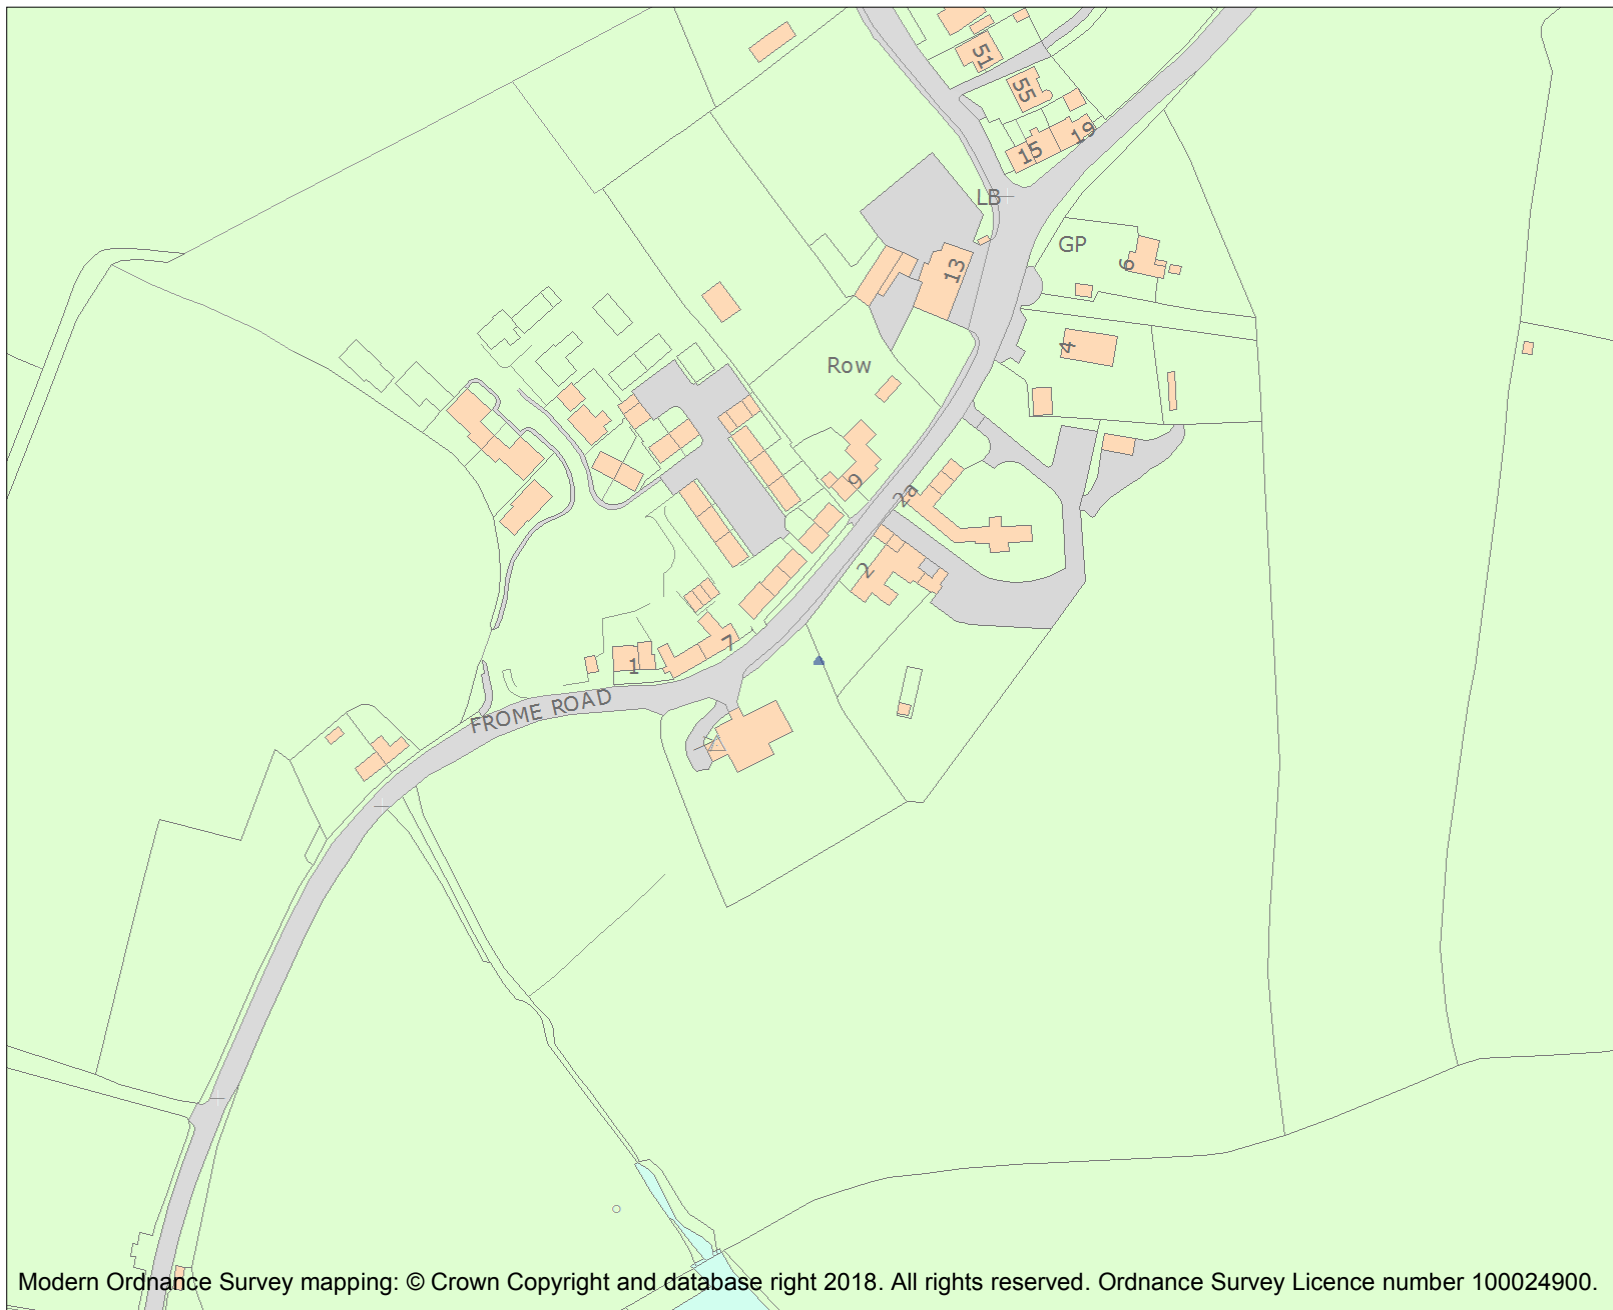 51
55
15
19
LB
GP
6
13
4
Row
9
2a
2
7
1
FROME ROAD
Modern Ordnance Survey mapping: © Crown Copyright and database right 2018. All rights reserved. Ordnance Survey Licence number 100024900.